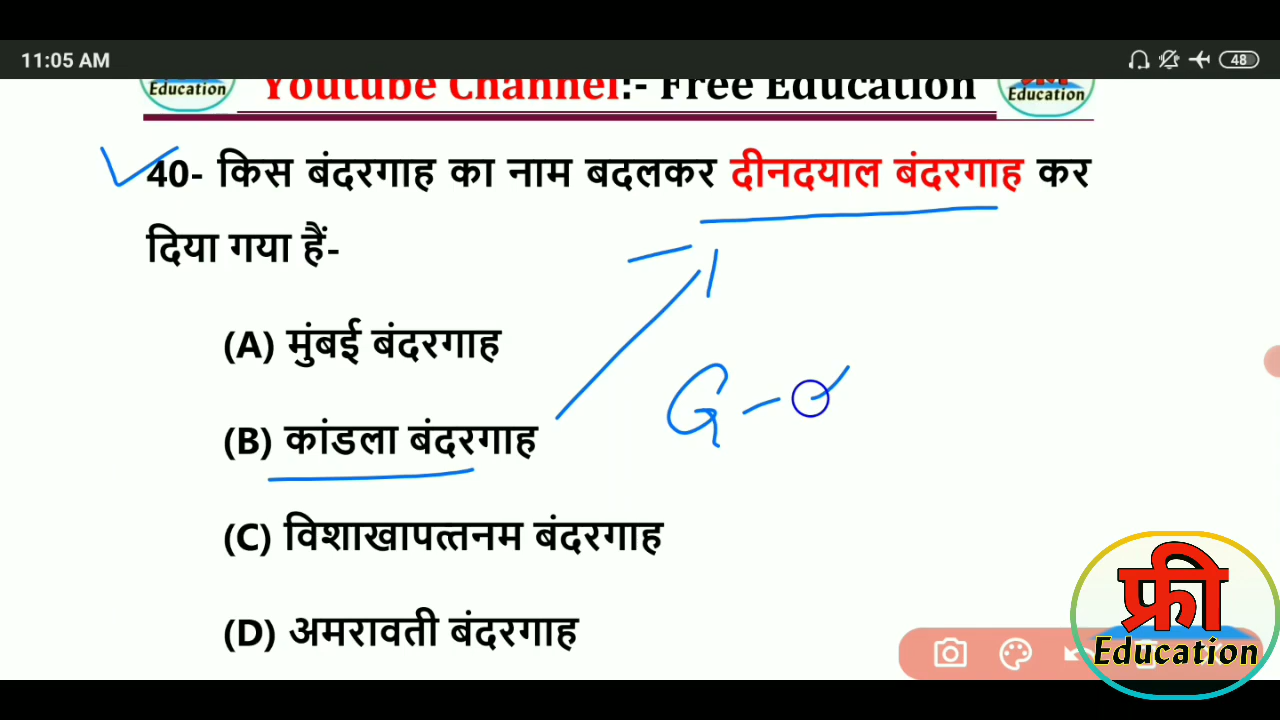 11:05 AM
48
Education
Youtube Channel:- Free Education
Education
40- किस बंदरगाह का नाम बदलकर दीनदयाल बंदरगाह कर
दिया गया हैं-
(A) मुंबई बंदरगाह
(B) कांडला बंदरगाह
G-
(C) विशाखापत्तनम बंदरगाह
(D) अमरावती बंदरगाह
फ्री
Education